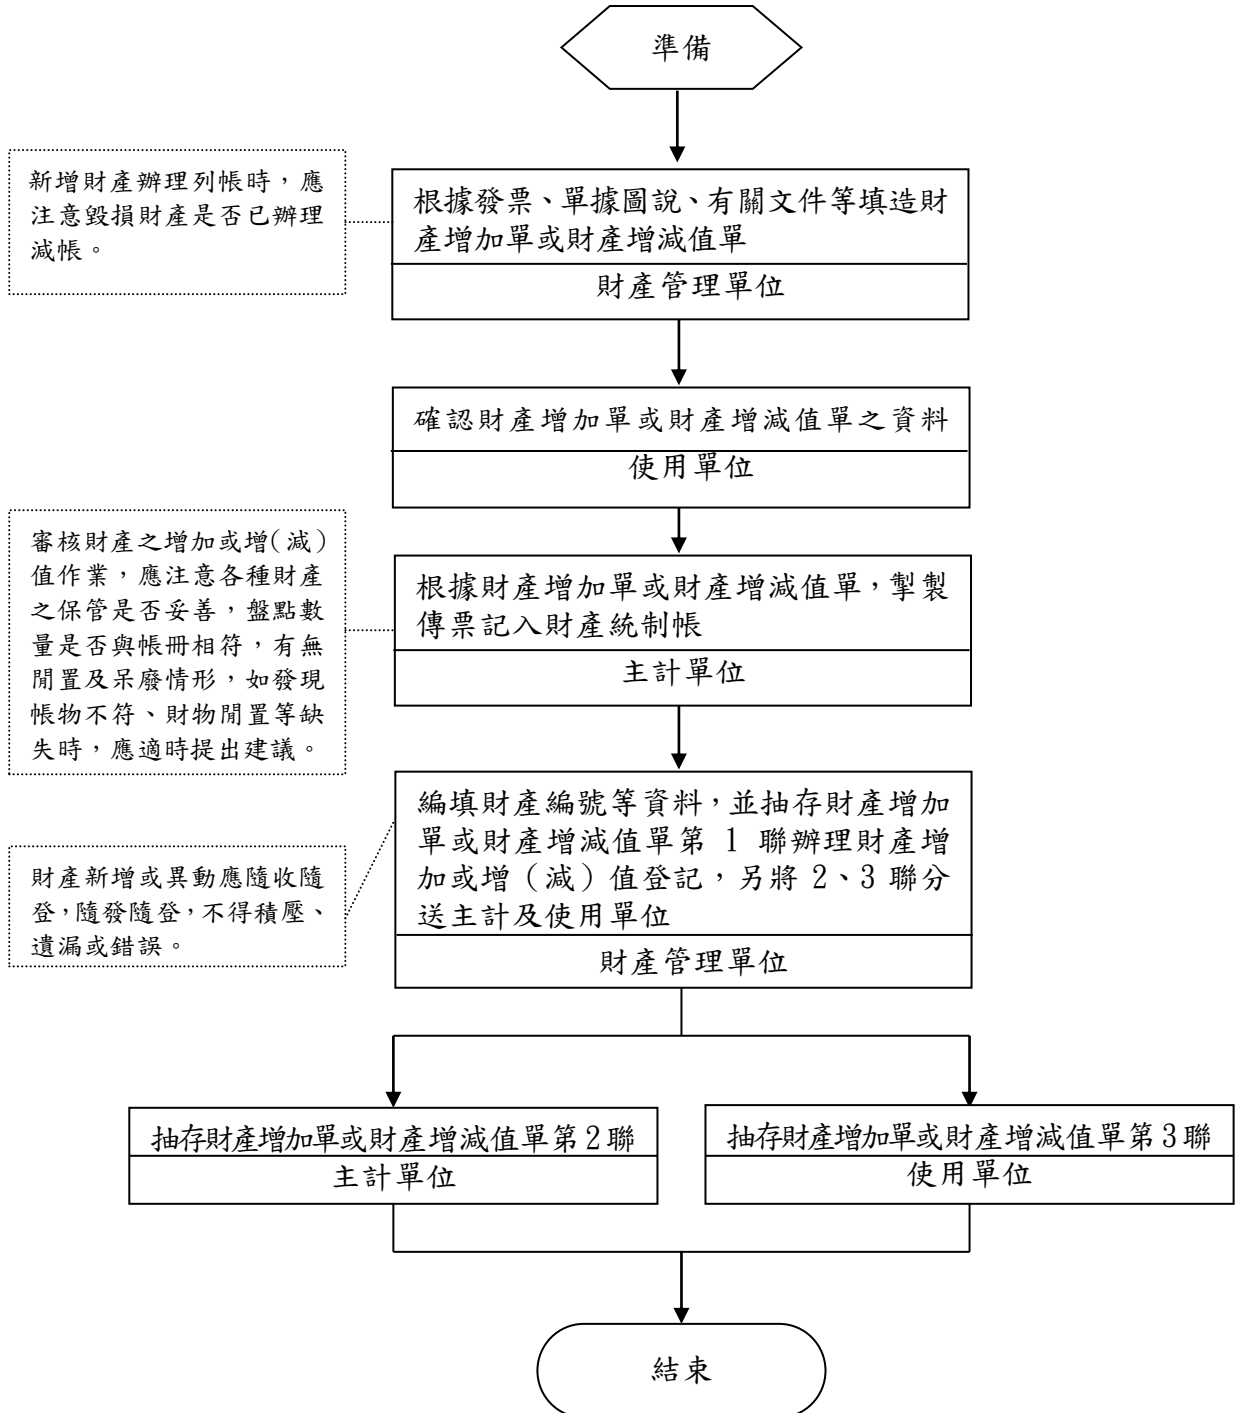 準備
新增財產辦理列帳時，應
注意毀損財產是否已辦理
減帳。
根據發票、單據圖說、有關文件等填造財
產增加單或財產增減值單
財產管理單位
確認財產增加單或財產增減值單之資料
使用單位
審核財產之增加或增(減)
值作業，應注意各種財產
之保管是否妥善，盤點數
量是否與帳冊相符，有無
閒置及呆廢情形，如發現
帳物不符、財物閒置等缺
失時，應適時提出建議。
根據財產增加單或財產增減值單，掣製
傳票記入財產統制帳
主計單位
編填財產編號等資料，並抽存財產增加
單或財產增減值單第 1 聯辦理財產增
加或增（減）值登記，另將 2、3 聯分
送主計及使用單位
財產管理單位
財產新增或異動應隨收隨
登，隨發隨登，不得積壓、
遺漏或錯誤。
抽存財產增加單或財產增減值單第 2 聯
主計單位
抽存財產增加單或財產增減值單第 3 聯
使用單位
結束